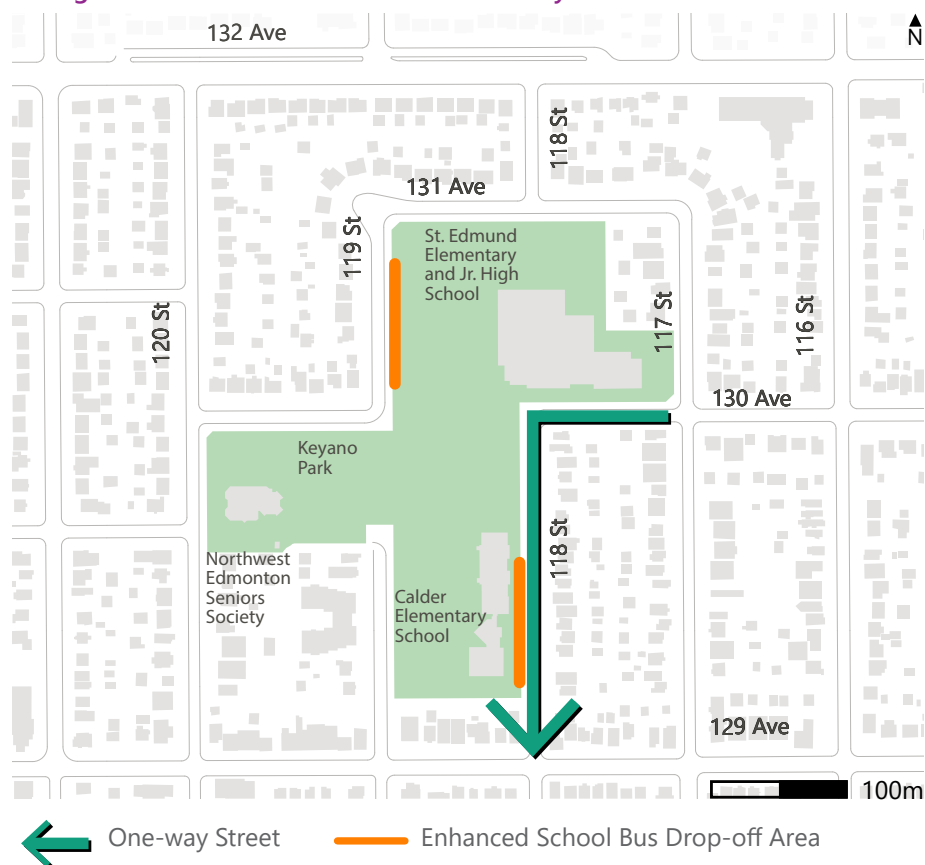 132 Ave
N
118 St
131 Ave
119 St
St. Edmund
Elementary
and Jr. High
School
120 St
117 St
116 St
130 Ave
Keyano
Park
118 St
Northwest
Edmonton
Seniors
Society
Calder
Elementary
School
129 Ave
100m
One-way Street
Enhanced School Bus Drop-off Area